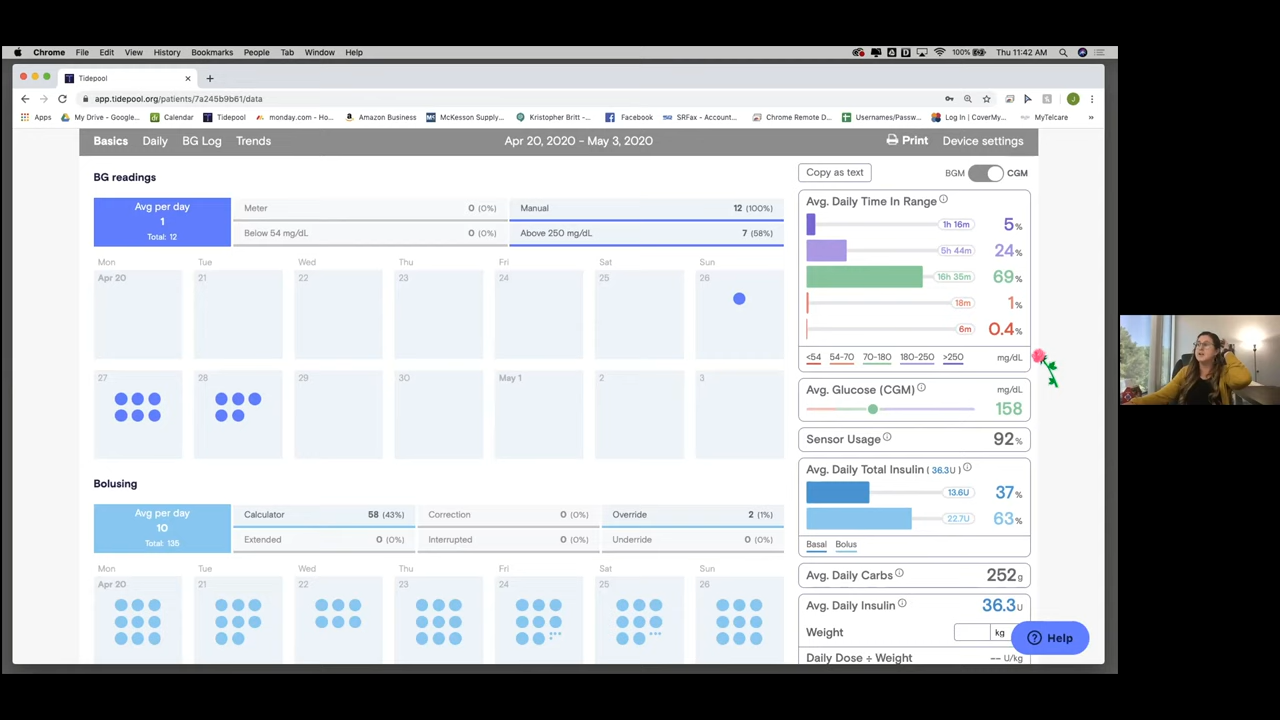 Chrome File Edit View History Bookmarks People Tab Window Help 100% Thu 11:42 AM
Tidepool
app.tidepool.org/patients/7a245b9b61/data
Apps My Drive - Google... Calendar Tidepool monday.com - Ho... Amazon Business McKesson Supply... Kristopher Britt -... Facebook SRFax - Account... Chrome Remote D... Usernames/Passw... Log In | CoverMy... MyTelcare »
Basics Daily BG Log Trends Apr 20, 2020 - May 3, 2020 Print Device settings
BG readings
Avg per day
1
Total: 12
Meter 0 (0%) Manual 12 (100%)
Below 54 mg/dL 0 (0%) Above 250 mg/dL 7 (58%)
Mon Tue Wed Thu Fri Sat Sun
Apr 20 21 22 23 24 25 26
27 28 29 30 May 1 2 3
Bolusing
Avg per day
10
Total: 135
Calculator 58 (43%) Correction 0 (0%) Override 2 (1%)
Extended 0 (0%) Interrupted 0 (0%) Underride 0 (0%)
Mon Tue Wed Thu Fri Sat Sun
Apr 20 21 22 23 24 25 26
Copy as text BGM CGM
Avg. Daily Time In Range
1h 16m 5%
5h 44m 24%
16h 35m 69%
18m 1%
6m 0.4%
<54 54-70 70-180 180-250 >250 mg/dL
Avg. Glucose (CGM) mg/dL
158
Sensor Usage 92%
Avg. Daily Total Insulin (36.3U)
13.6U 37%
22.7U 63%
Basal Bolus
Avg. Daily Carbs 252g
Avg. Daily Insulin 36.3U
Weight kg
Daily Dose ÷ Weight -- U/kg
Help